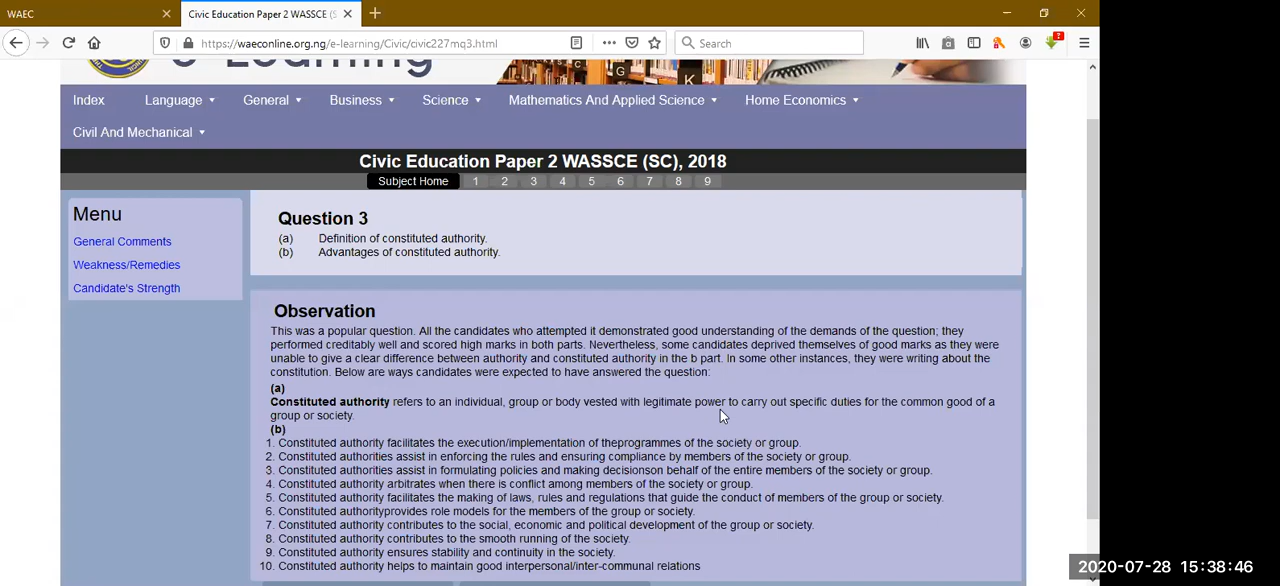 WAEC
Civic Education Paper 2 WASSCE (S
https://waeconline.org.ng/e-learning/Civic/civic227mq3.html
Search
e-Learning
C
G
K
Index
Language
General
Business
Science
Mathematics And Applied Science
Home Economics
Civil And Mechanical
Civic Education Paper 2 WASSCE (SC), 2018
Subject Home 1 2 3 4 5 6 7 8 9
Menu
General Comments
Weakness/Remedies
Candidate's Strength
Question 3
(a) Definition of constituted authority.
(b) Advantages of constituted authority.
Observation
This was a popular question. All the candidates who attempted it demonstrated good understanding of the demands of the question; they
performed creditably well and scored high marks in both parts. Nevertheless, some candidates deprived themselves of good marks as they were
unable to give a clear difference between authority and constituted authority in the b part. In some other instances, they were writing about the
constitution. Below are ways candidates were expected to have answered the question:
(a)
Constituted authority refers to an individual, group or body vested with legitimate power to carry out specific duties for the common good of a
group or society.
(b)
1. Constituted authority facilitates the execution/implementation of theprogrammes of the society or group.
2. Constituted authorities assist in enforcing the rules and ensuring compliance by members of the society or group.
3. Constituted authorities assist in formulating policies and making decisionson behalf of the entire members of the society or group.
4. Constituted authority arbitrates when there is conflict among members of the society or group.
5. Constituted authority facilitates the making of laws, rules and regulations that guide the conduct of members of the group or society.
6. Constituted authorityprovides role models for the members of the group or society.
7. Constituted authority contributes to the social, economic and political development of the group or society.
8. Constituted authority contributes to the smooth running of the society.
9. Constituted authority ensures stability and continuity in the society.
10. Constituted authority helps to maintain good interpersonal/inter-communal relations
2020-07-28 15:38:46